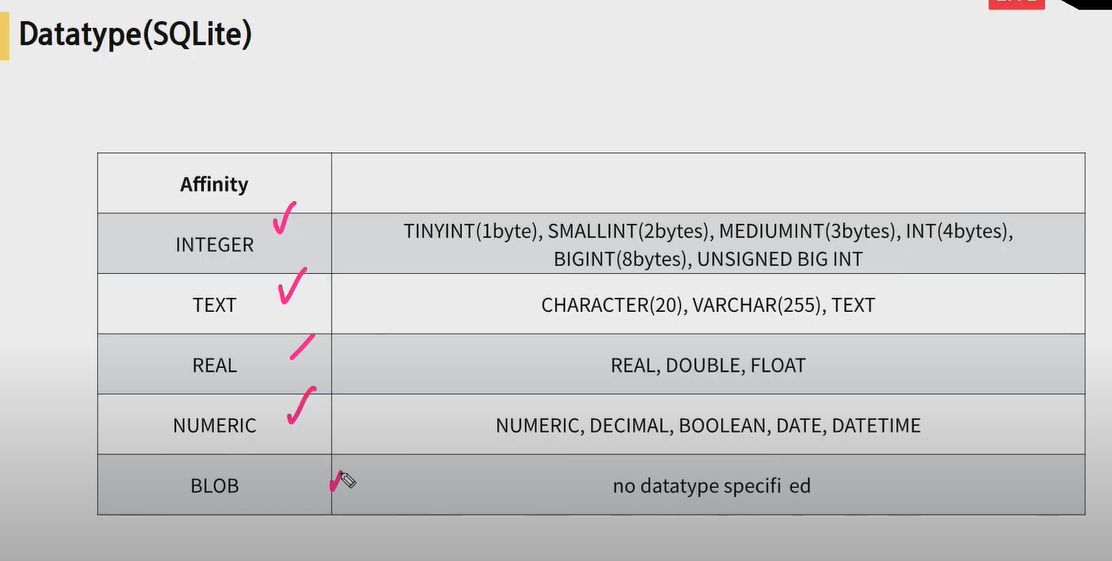 Datatype(SQLite)
Affinity
INTEGER
TINYINT(1byte), SMALLINT(2bytes), MEDIUMINT(3bytes), INT(4bytes),
BIGINT(8bytes), UNSIGNED BIG INT
TEXT
CHARACTER(20), VARCHAR(255), TEXT
REAL
REAL, DOUBLE, FLOAT
NUMERIC
NUMERIC, DECIMAL, BOOLEAN, DATE, DATETIME
BLOB
no datatype specifi ed